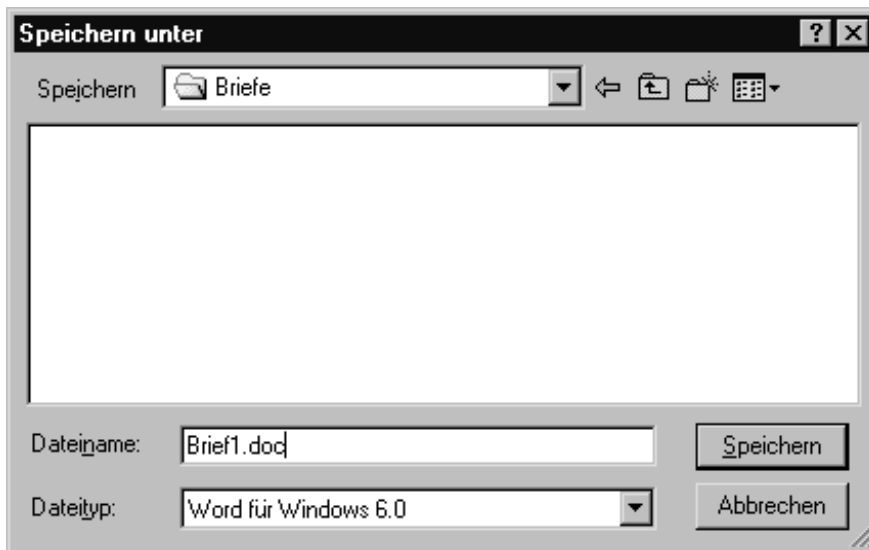 Speichern unter
Speichern Briefe
Dateiname: Brief1.doc Speichern
Dateityp: Word für Windows 6.0 Abbrechen